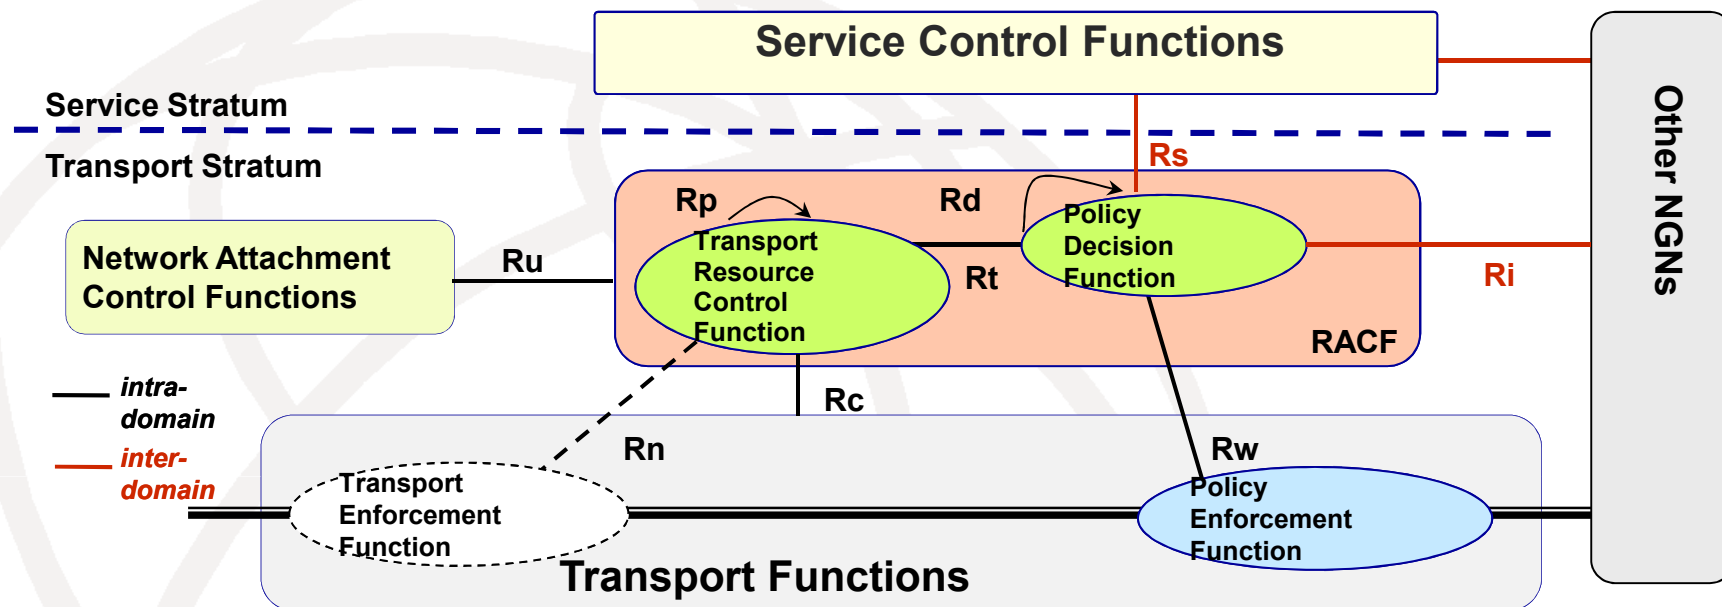 Service Control Functions
Service Stratum
Transport Stratum
Rs
Other NGNs
Rp
Rd
Policy
Decision
Function
Transport
Resource
Control
Function
Network Attachment
Control Functions
Ru
Rt
Ri
RACF
intra-
domain
inter-
domain
Rc
Rn
Rw
Transport
Enforcement
Function
Policy
Enforcement
Function
Transport Functions